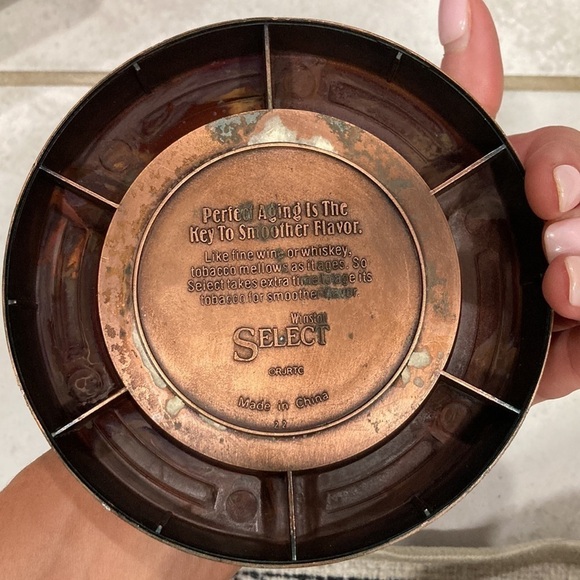 Perfect Aging Is The
Key To Smoother Flavor.
Like fine wine or whiskey,
tobacco mellows as it ages. So
Select takes extra time to age its
tobacco for smoother flavor.
Winston
SELECT
©RJRTC
Made in China
22